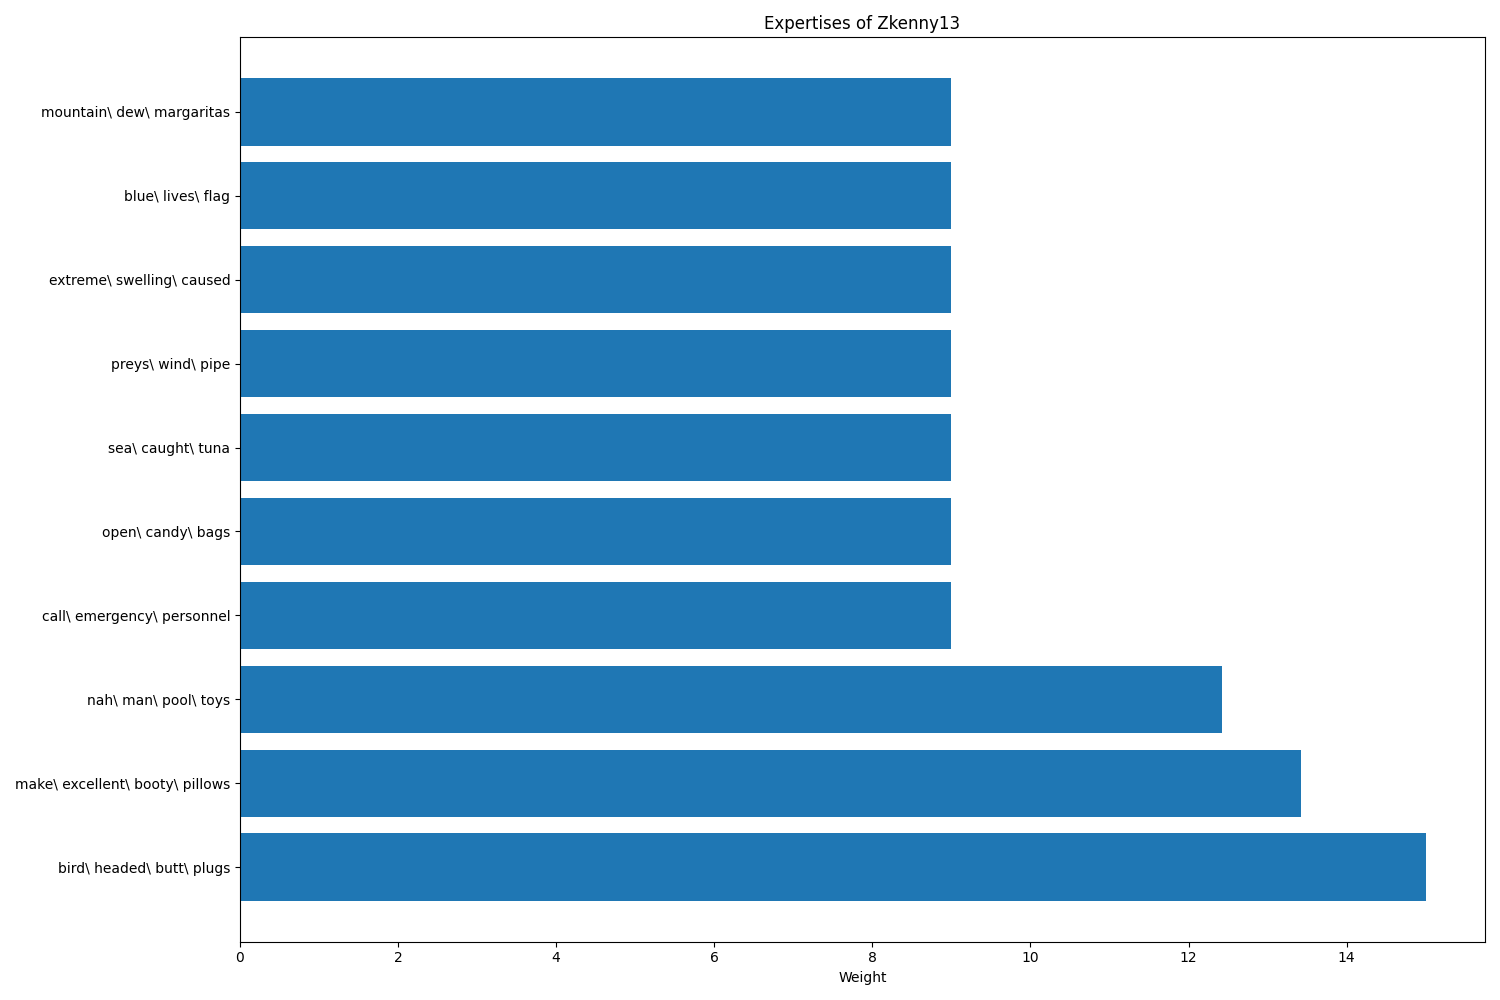 Expertises of Zkenny13
mountain\ dew\ margaritas
blue\ lives\ flag
extreme\ swelling\ caused
preys\ wind\ pipe
sea\ caught\ tuna
open\ candy\ bags
call\ emergency\ personnel
nah\ man\ pool\ toys
make\ excellent\ booty\ pillows
bird\ headed\ butt\ plugs
0 2 4 6 8 10 12 14
Weight